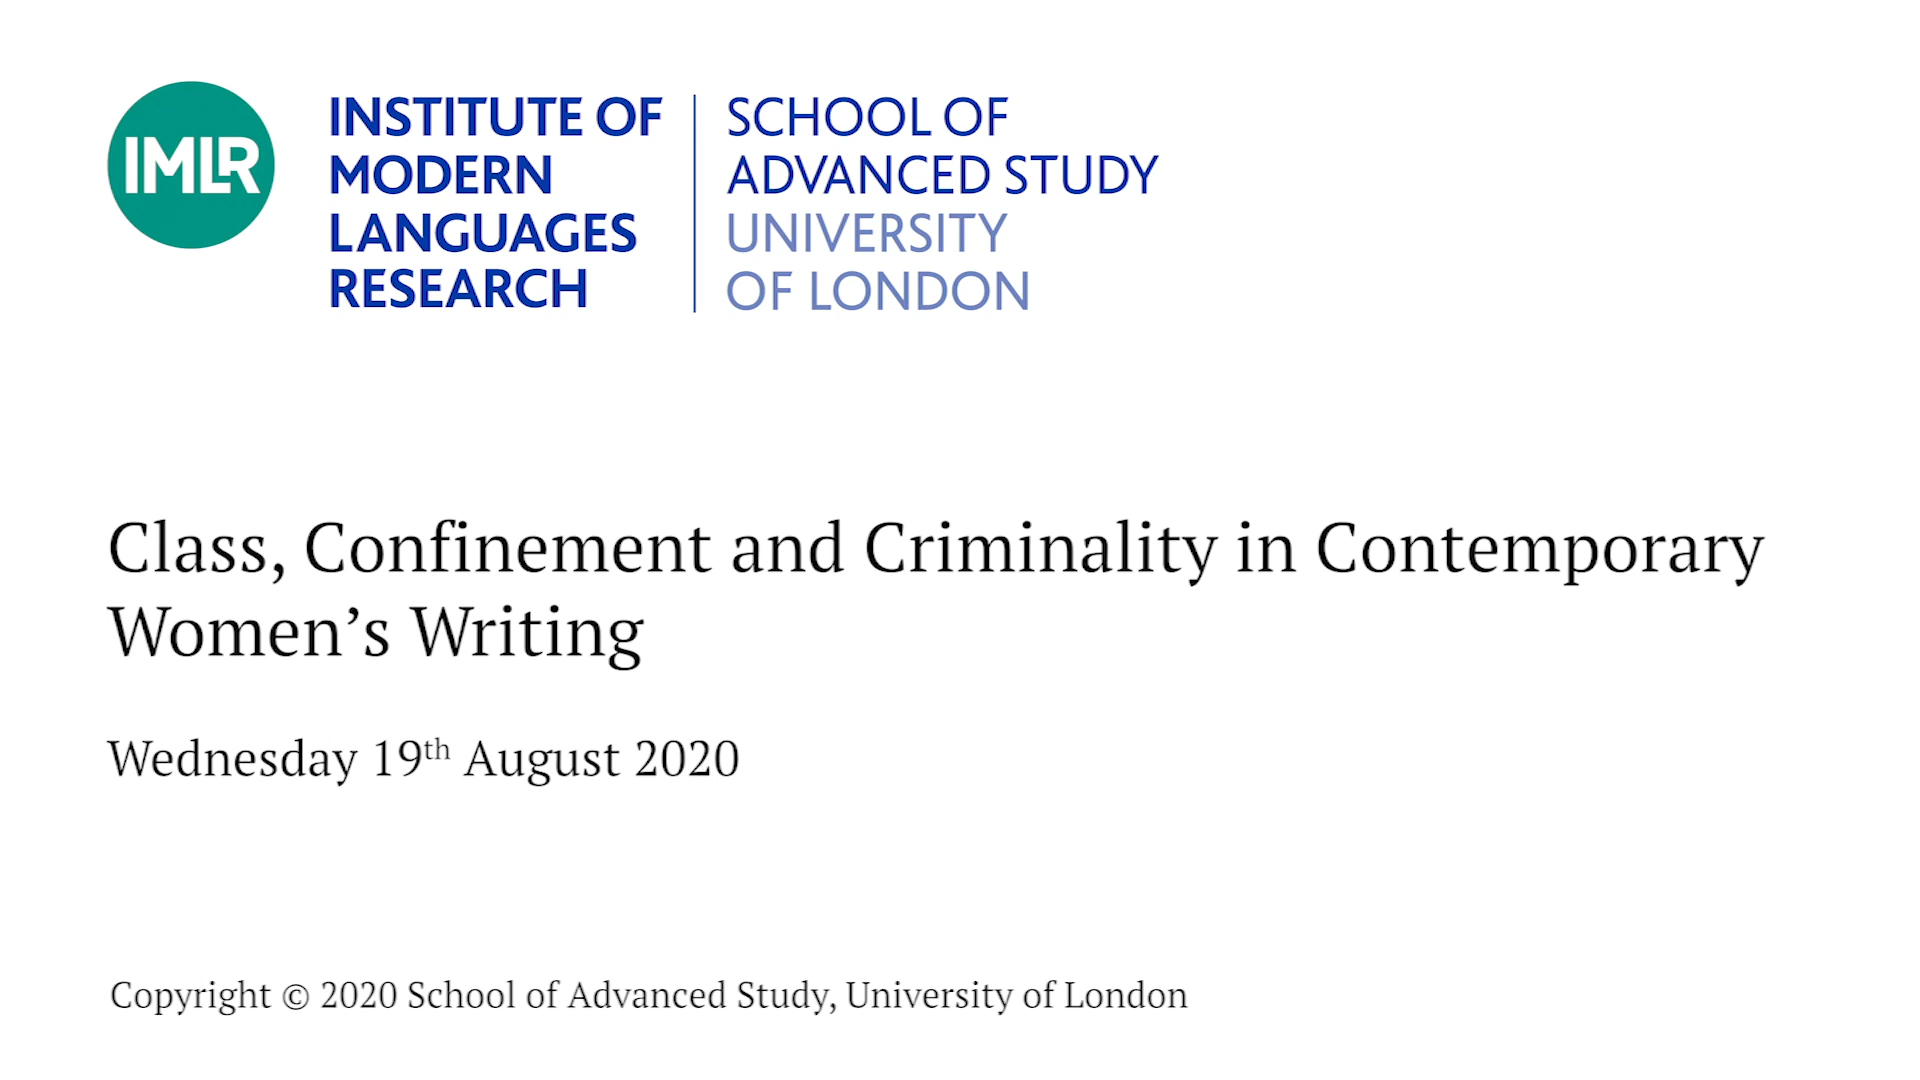 IMLR
INSTITUTE OF
MODERN
LANGUAGES
RESEARCH
SCHOOL OF
ADVANCED STUDY
UNIVERSITY
OF LONDON
Class, Confinement and Criminality in Contemporary
Women’s Writing
Wednesday 19th August 2020
Copyright © 2020 School of Advanced Study, University of London